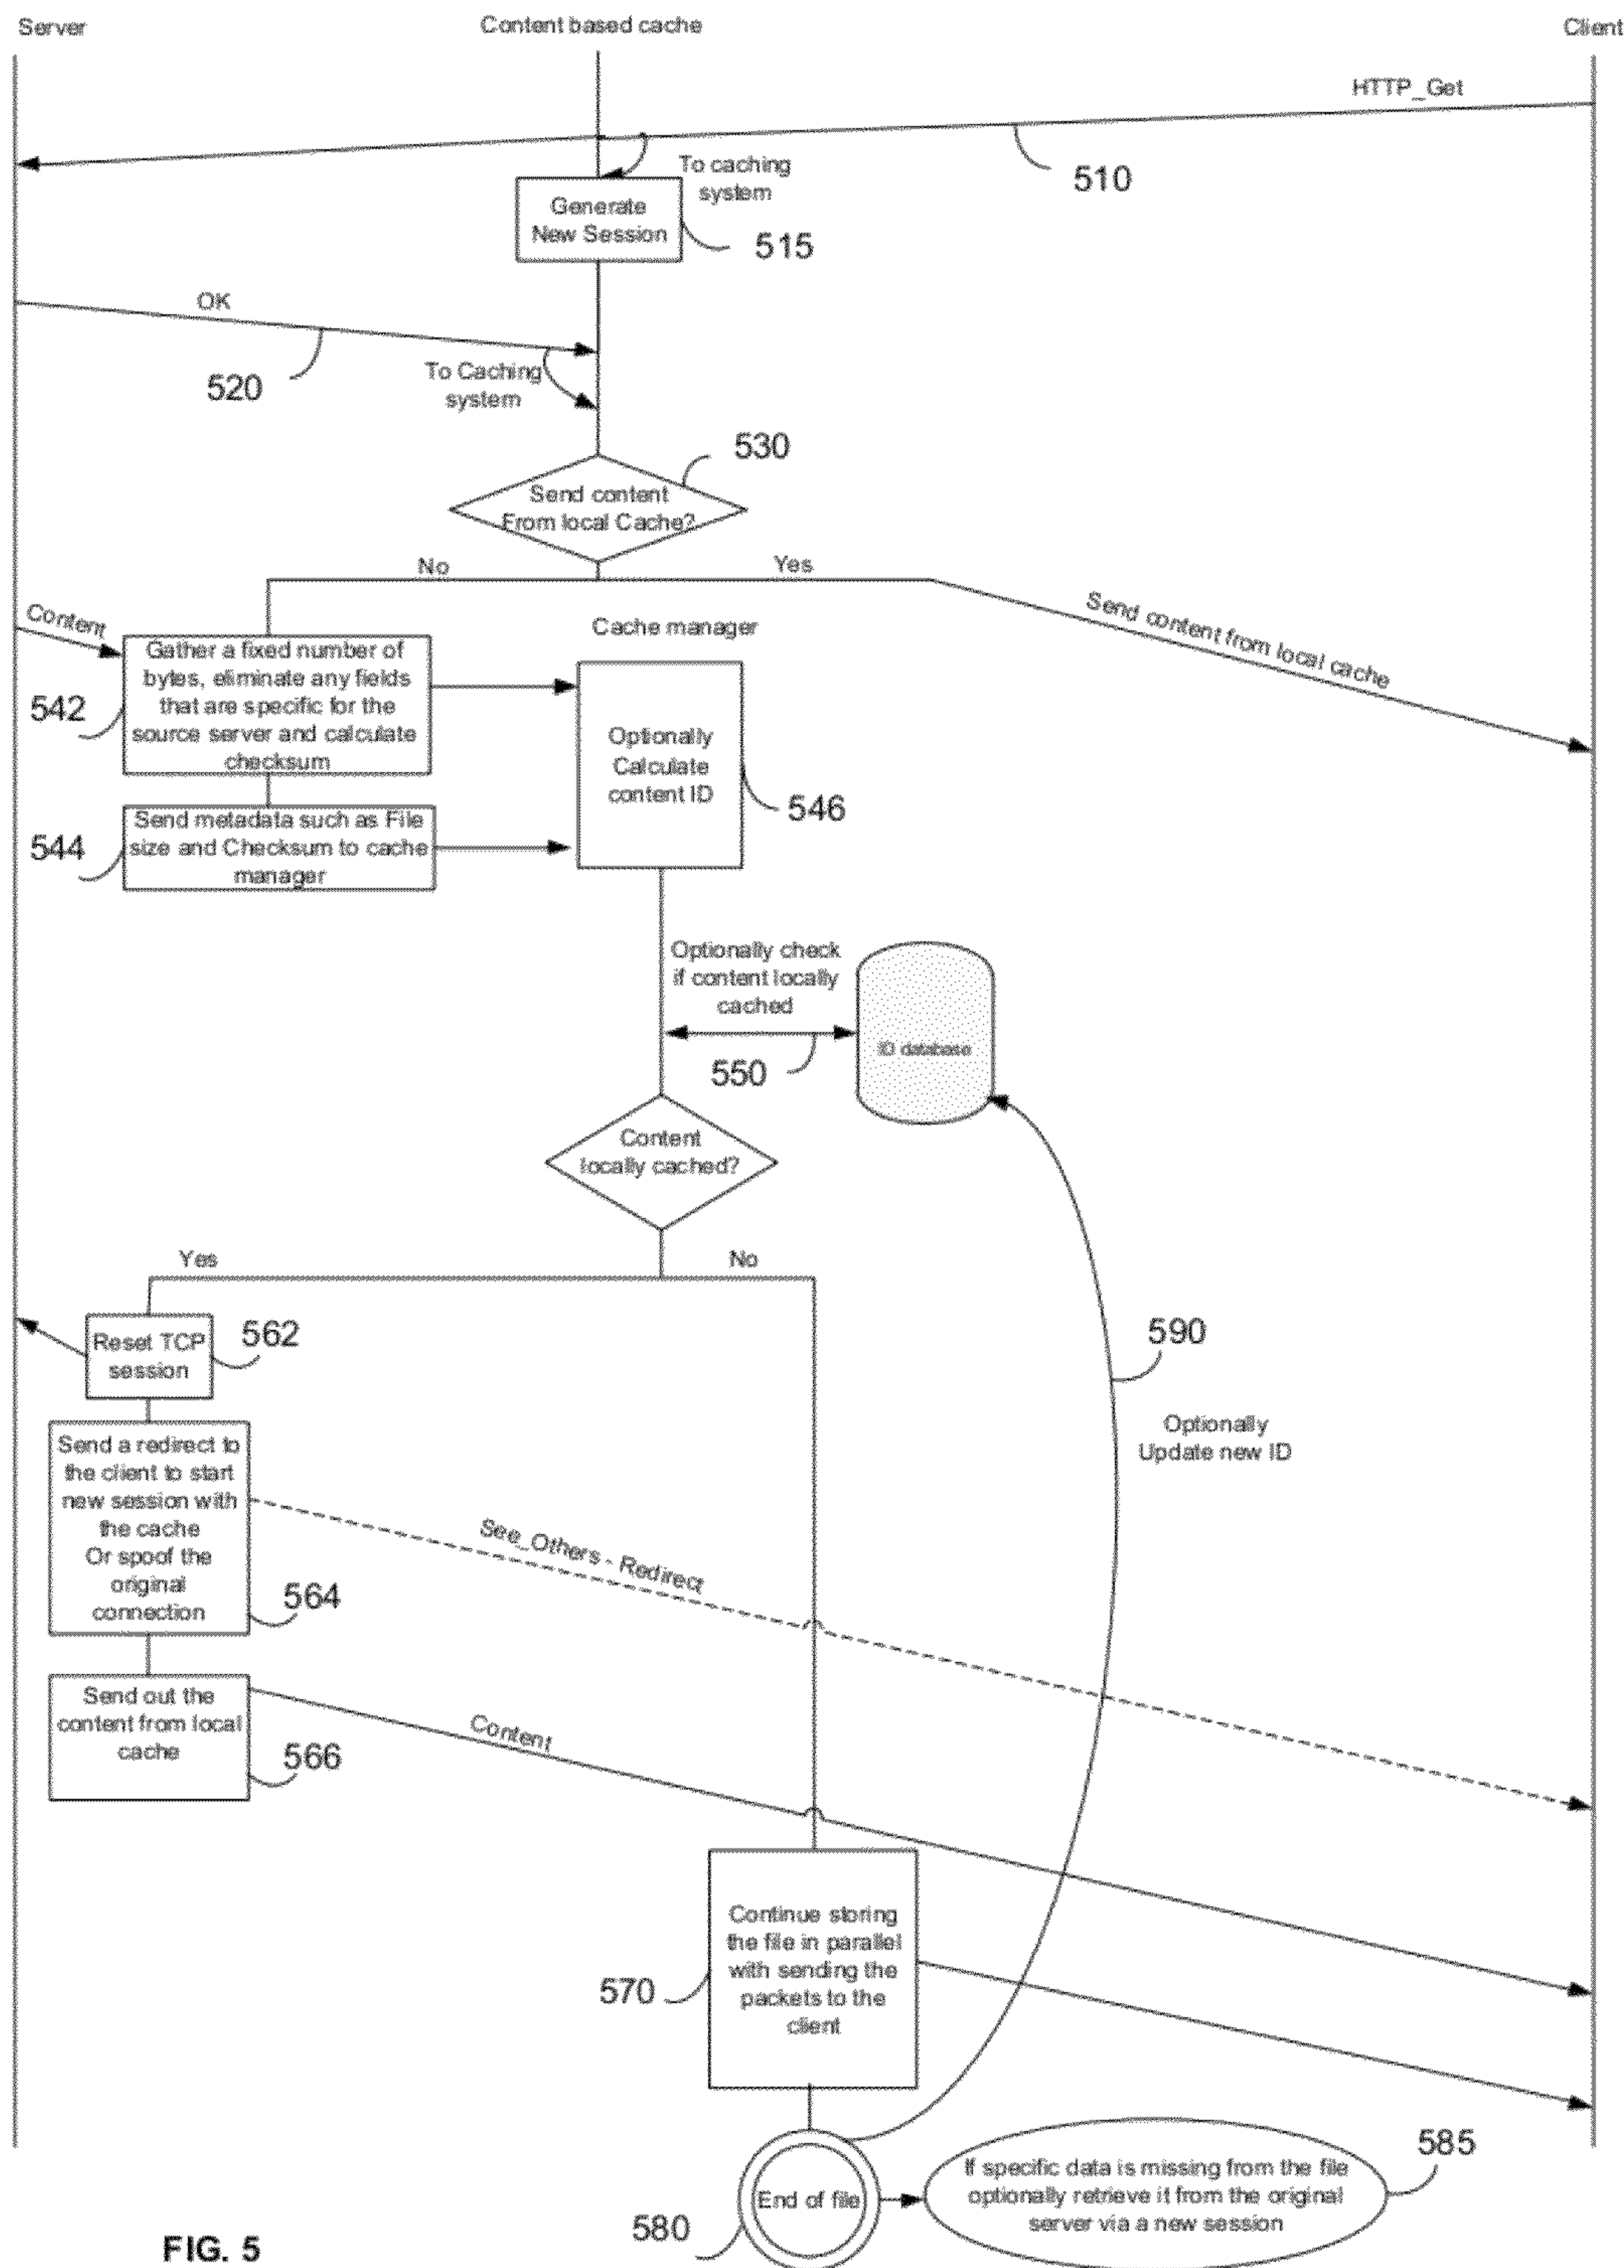 Server
Content based cache
Client
HTTP_Get
510
To caching
system
Generate
New Session
515
OK
520
To Caching
system
530
Send content
From local Cache?
No
Yes
Send content from local cache
Content
Gather a fixed number of
bytes, eliminate any fields
that are specific for the
source server and calculate
checksum
542
Cache manager
Optionally
Calculate
content ID
546
Send metadata such as File
size and Checksum to cache
manager
544
Optionally check
if content locally
cached
550
ID database
Content
locally cached?
Yes
No
Reset TCP
session
562
590
Optionally
Update new ID
Send a redirect to
the client to start
new session with
the cache
Or spoof the
original
connection
564
See_Others - Redirect
Send out the
content from local
cache
566
Content
Continue storing
the file in parallel
with sending the
packets to the
client
570
End of file
580
If specific data is missing from the file
optionally retrieve it from the original
server via a new session
585
FIG. 5